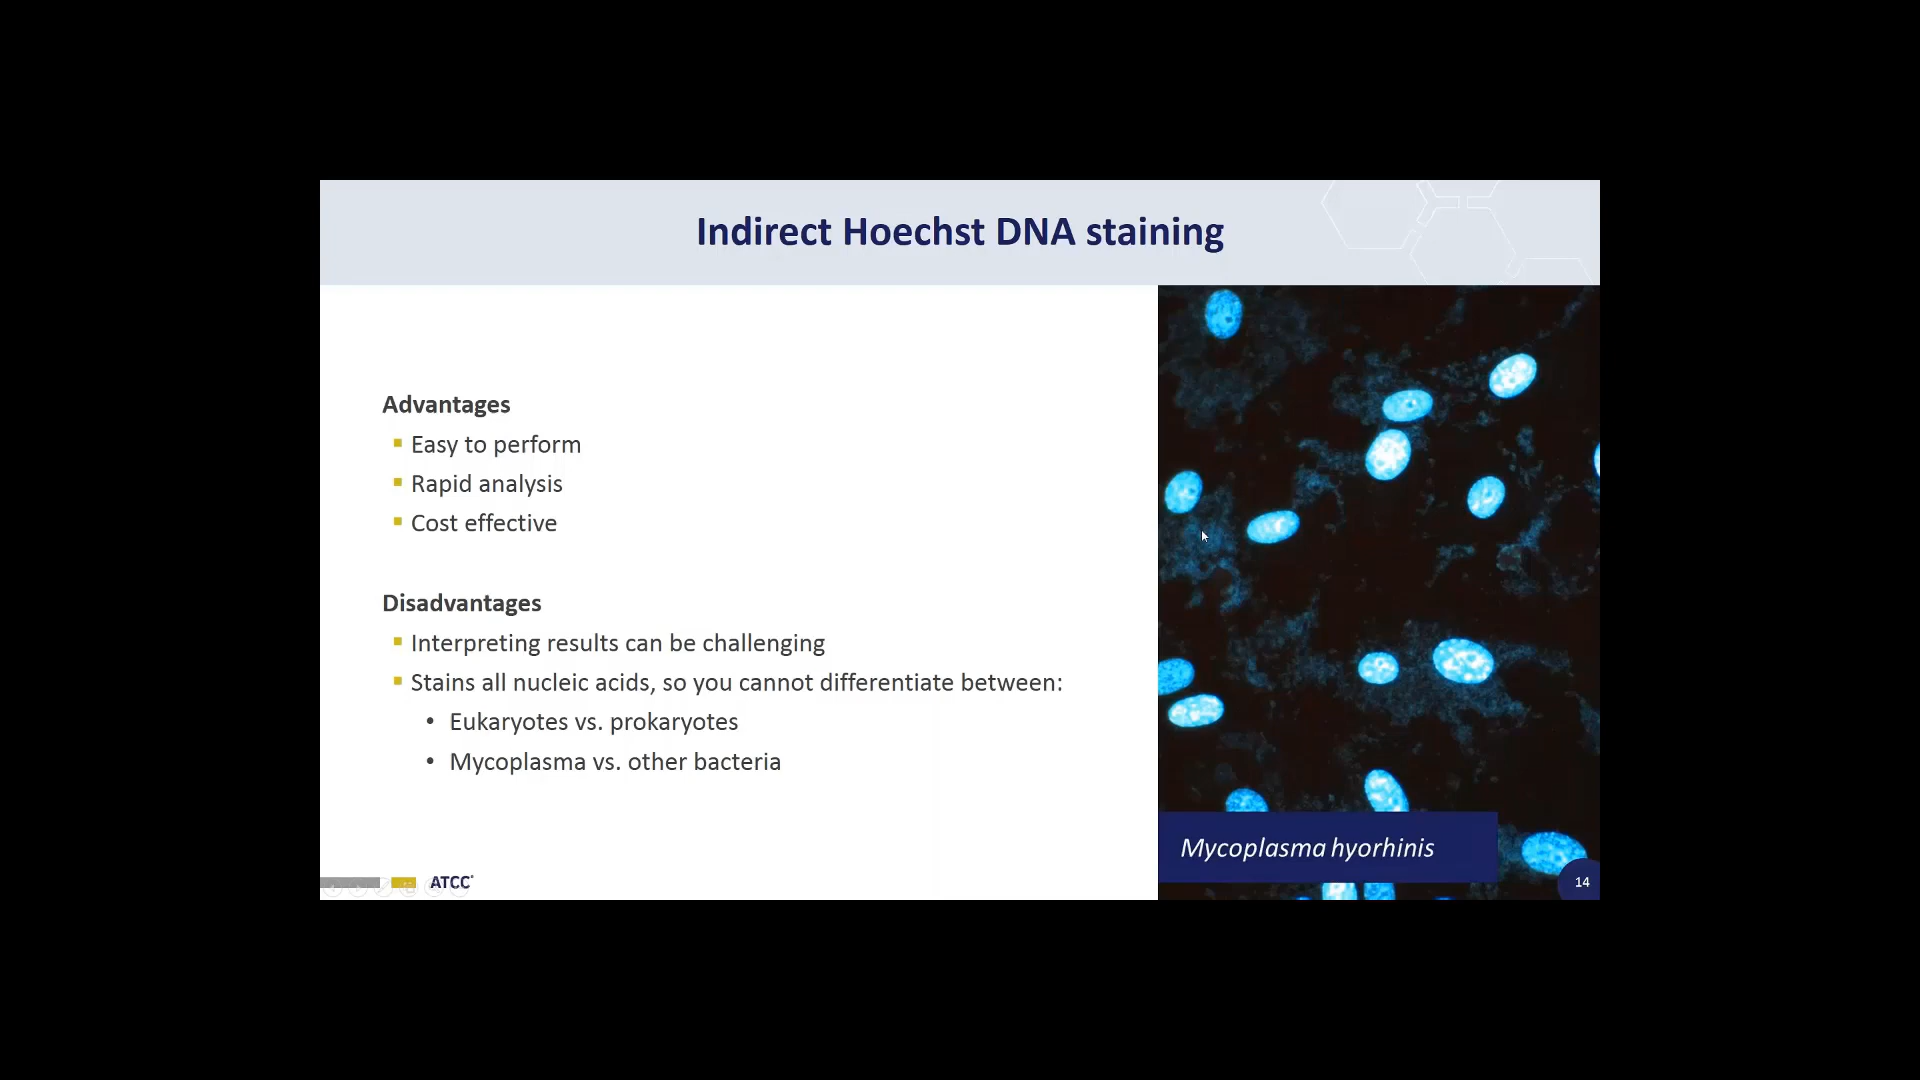 Indirect Hoechst DNA staining
Advantages
▪ Easy to perform
▪ Rapid analysis
▪ Cost effective
Disadvantages
▪ Interpreting results can be challenging
▪ Stains all nucleic acids, so you cannot differentiate between:
• Eukaryotes vs. prokaryotes
• Mycoplasma vs. other bacteria
Mycoplasma hyorhinis
ATCC®
14